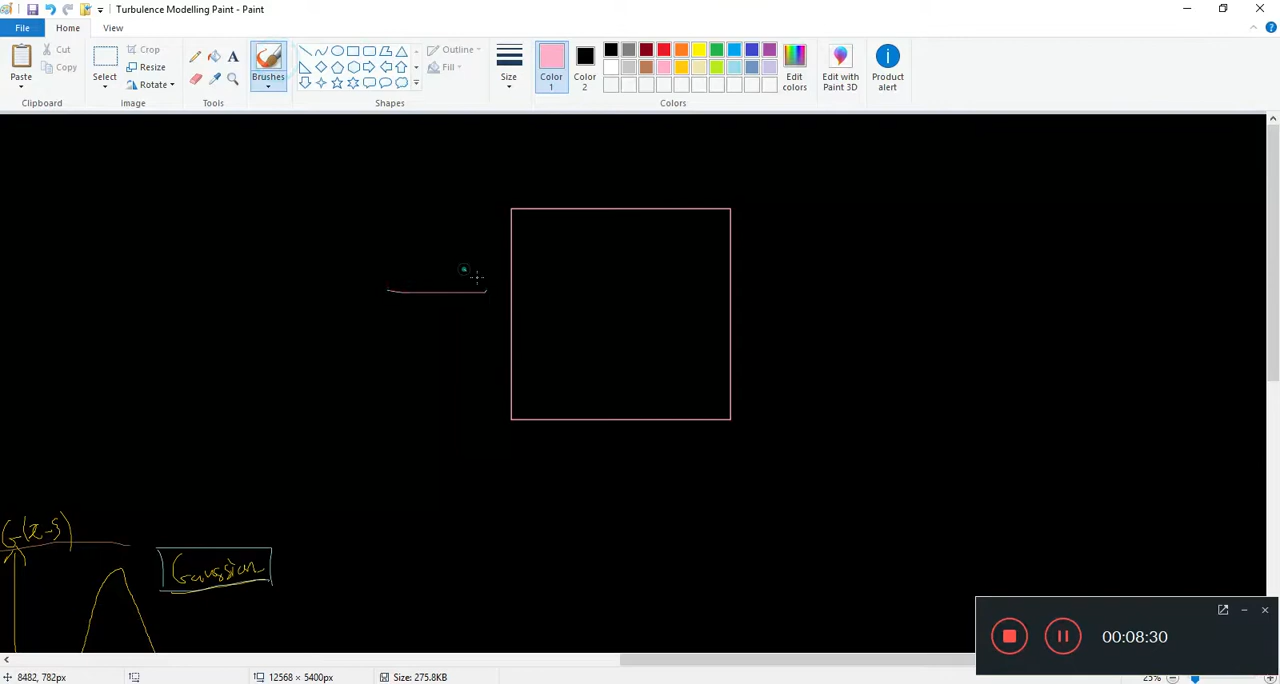 Turbulence Modelling Paint - Paint
File Home View
Paste
Cut
Copy
Clipboard
Select
Crop
Resize
Rotate
Image
Tools
Brushes
Shapes
Outline
Fill
Size
Color 1
Color 2
Edit colors
Colors
Edit with Paint 3D
Product alert
G(x-ξ)
Gaussian
00:08:30
8482, 782px
12568 × 5400px
Size: 275.8KB
25%